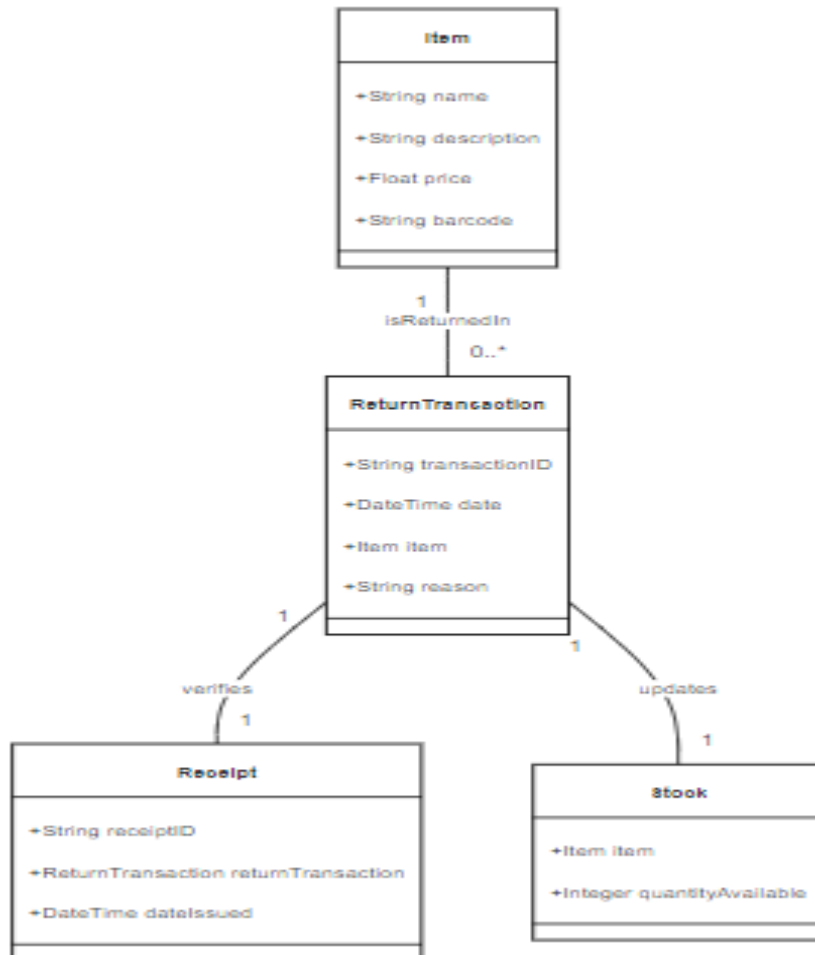 Item
+String name
+String description
+Float price
+String barcode
1
isReturnedIn
0..*
ReturnTransaction
+String transactionID
+DateTime date
+Item item
+String reason
1
1
verifies
updates
1
1
Receipt
+String receiptID
+ReturnTransaction returnTransaction
+DateTime dateIssued
Stock
+Item item
+Integer quantityAvailable